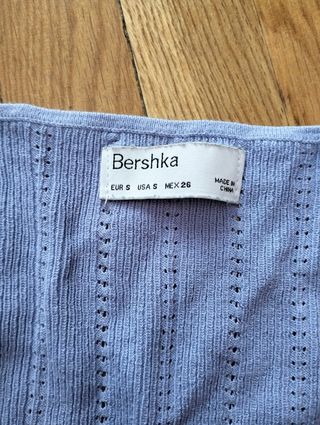 Bershka
EUR S USA S MEX 26
MADE IN
CHINA